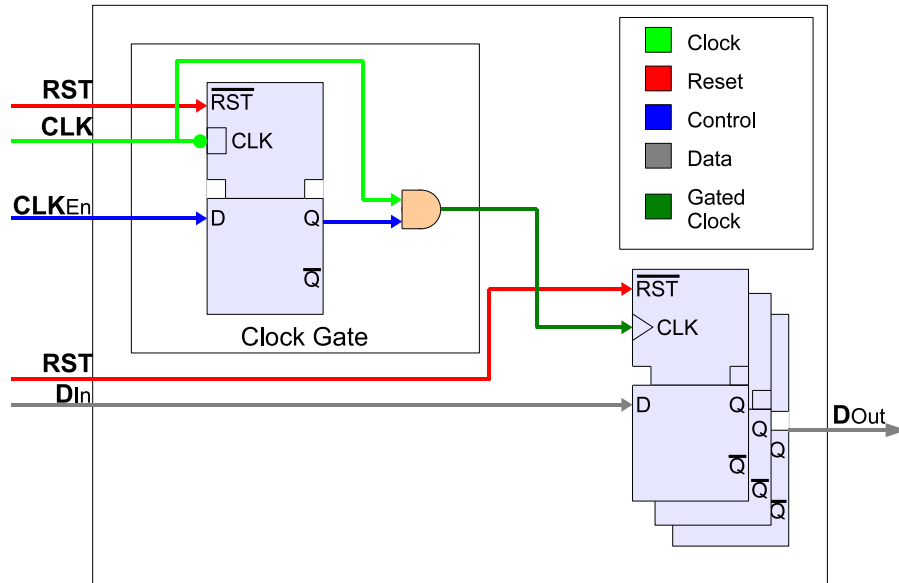 RST
CLK
CLKEn
RST
CLK
D
Q
Q
Clock Gate
Clock
Reset
Control
Data
Gated
Clock
RST
DIn
RST
CLK
D
Q
Q
Q
Q
Q
Q
DOut